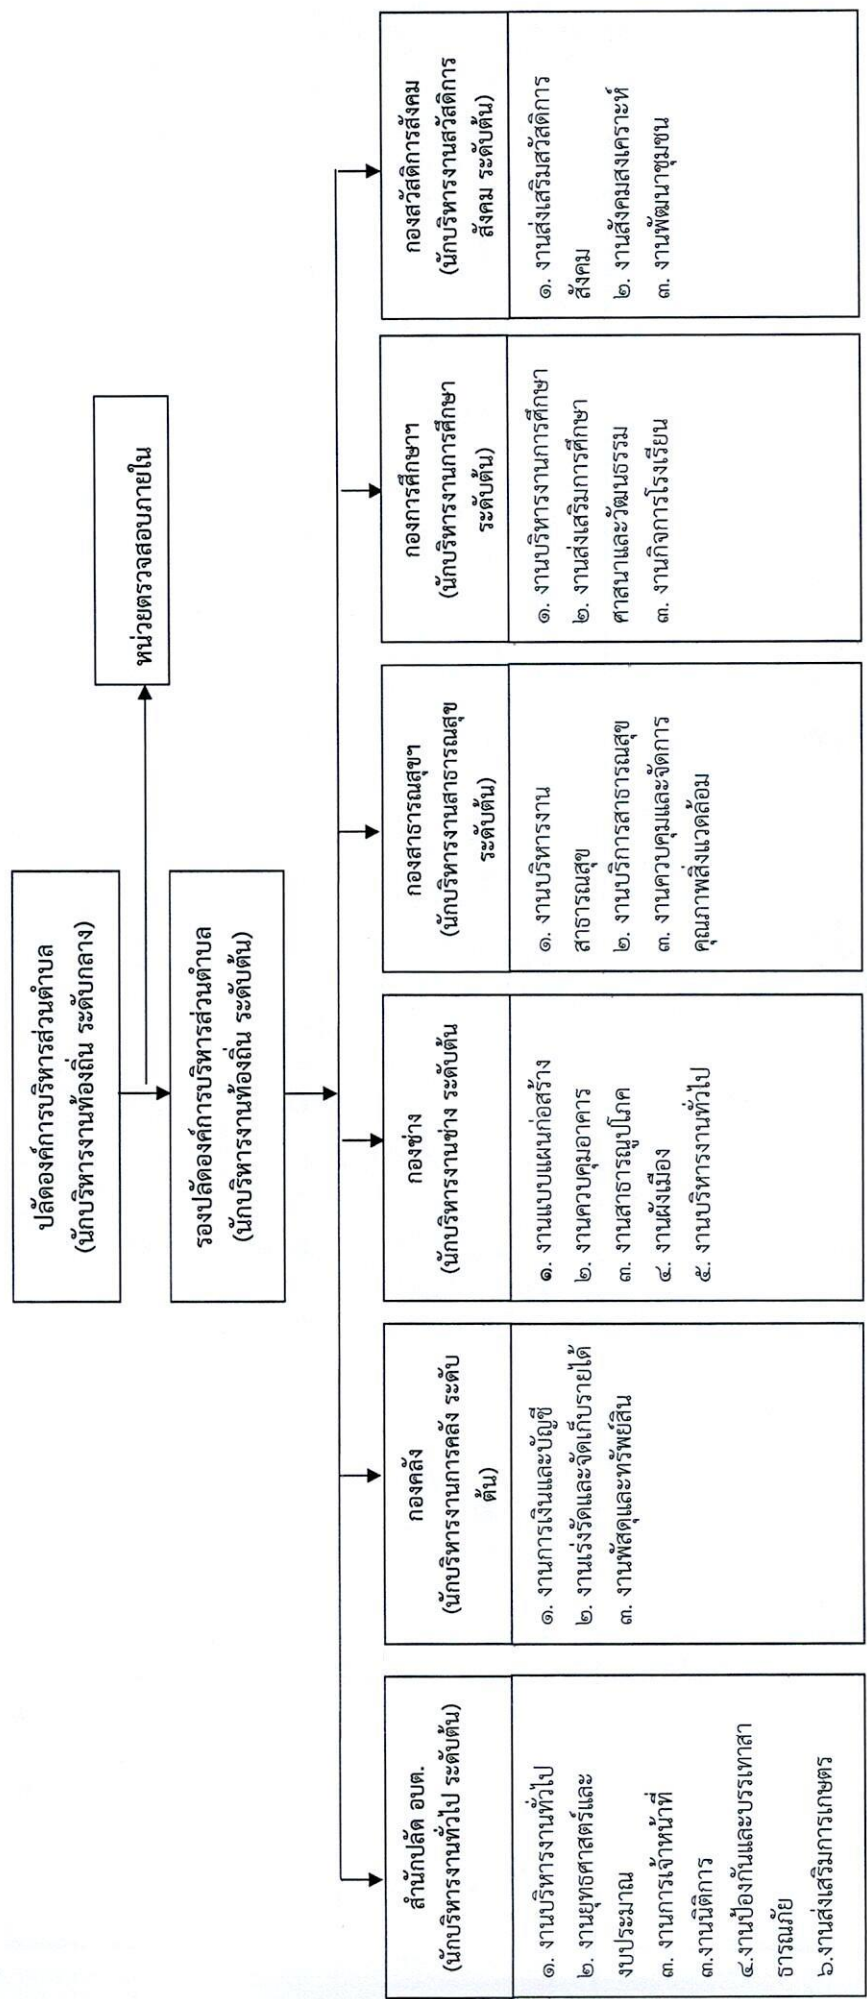 ปลัดองค์การบริหารส่วนตำบล
(นักบริหารงานท้องถิ่น ระดับกลาง)
หน่วยตรวจสอบภายใน
รองปลัดองค์การบริหารส่วนตำบล
(นักบริหารงานท้องถิ่น ระดับต้น)
สำนักปลัด อบต.
(นักบริหารงานทั่วไป ระดับต้น)
๑. งานบริหารงานทั่วไป
๒. งานยุทธศาสตร์และ
งบประมาณ
๓. งานการเจ้าหน้าที่
๓.งานนิติการ
๔.งานป้องกันและบรรเทาสา
ธารณภัย
๖.งานส่งเสริมการเกษตร
กองคลัง
(นักบริหารงานการคลัง ระดับ
ต้น)
๑. งานการเงินและบัญชี
๒. งานเร่งรัดและจัดเก็บรายได้
๓. งานพัสดุและทรัพย์สิน
กองช่าง
(นักบริหารงานช่าง ระดับต้น
๑. งานแบบแผนก่อสร้าง
๒. งานควบคุมอาคาร
๓. งานสาธารณูปโภค
๔. งานผังเมือง
๕. งานบริหารงานทั่วไป
กองสาธารณสุขฯ
(นักบริหารงานสาธารณสุข
ระดับต้น)
๑. งานบริหารงาน
สาธารณสุข
๒. งานบริการสาธารณสุข
๓. งานควบคุมและจัดการ
คุณภาพสิ่งแวดล้อม
กองการศึกษาฯ
(นักบริหารงานการศึกษา
ระดับต้น)
๑. งานบริหารงานการศึกษา
๒. งานส่งเสริมการศึกษา
ศาสนาและวัฒนธรรม
๓. งานกิจการโรงเรียน
กองสวัสดิการสังคม
(นักบริหารงานสวัสดิการ
สังคม ระดับต้น)
๑. งานส่งเสริมสวัสดิการ
สังคม
๒. งานสังคมสงเคราะห์
๓. งานพัฒนาชุมชน